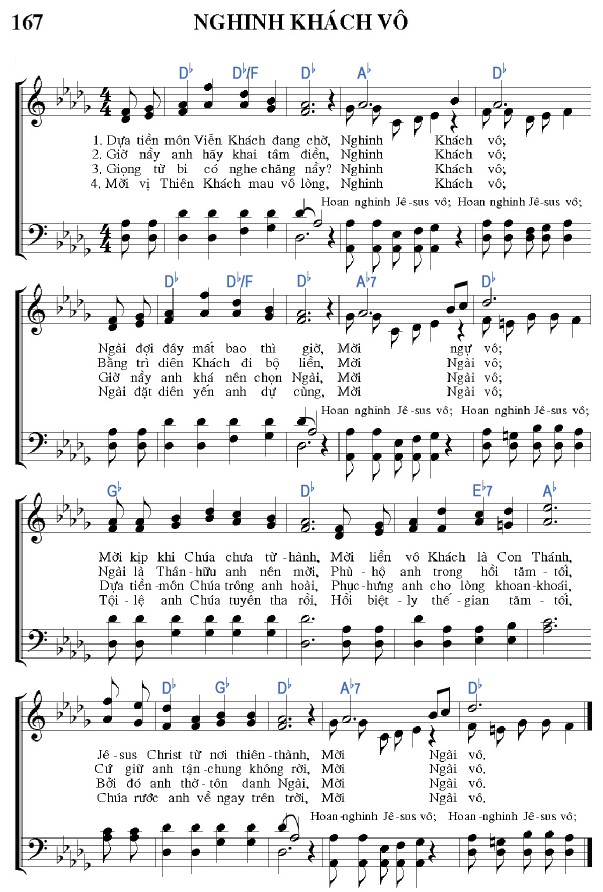 167 NGHINH KHÁCH VÔ
D♭ D♭/F D♭ A♭ D♭
1. Dựa tiền môn Viễn Khách đang chờ, Nghinh Khách vô;
2. Giờ nầy anh hãy khai tâm điền, Nghinh Khách vô;
3. Giọng từ bi có nghe chăng nầy? Nghinh Khách vô;
4. Mời vị Thiên Khách mau vô lòng, Nghinh Khách vô;
Hoan nghinh Jê-sus vô; Hoan nghinh Jê-sus vô;
D♭ D♭/F D♭ A♭7 D♭
Ngài đợi đấy mất bao thì giờ, Mời ngự vô;
Bằng trì diên Khách đi bộ liền, Mời Ngài vô;
Giờ nầy anh khá nên chọn Ngài, Mời Ngài vô;
Ngài đặt diên yến anh dự cùng, Mời Ngài vô;
Hoan nghinh Jê-sus vô; Hoan nghinh Jê-sus vô;
G♭ D♭ E♭7 A♭
Mời kịp khi Chúa chưa từ-hành, Mời liền vô Khách là Con Thánh,
Ngài là Thân-hữu anh nên mời, Phù-hộ anh trong hồi tăm-tối,
Dựa tiền-môn Chúa trông anh hoài, Phục-hưng anh cho lòng khoan-khoái,
Tội-lệ anh Chúa tuyên tha rồi, Hồi biệt-ly thế-gian tăm-tối,
D♭ G♭ D♭ A♭7 D♭
Jê-sus Christ từ nơi thiên-thành, Mời Ngài vô.
Cứ giữ anh tận-chung không rời, Mời Ngài vô.
Bởi đó anh thờ-tôn danh Ngài, Mời Ngài vô.
Chúa rước anh về ngay trên trời, Mời Ngài vô.
Hoan-nghinh Jê-sus vô; Hoan nghinh Jê-sus vô;